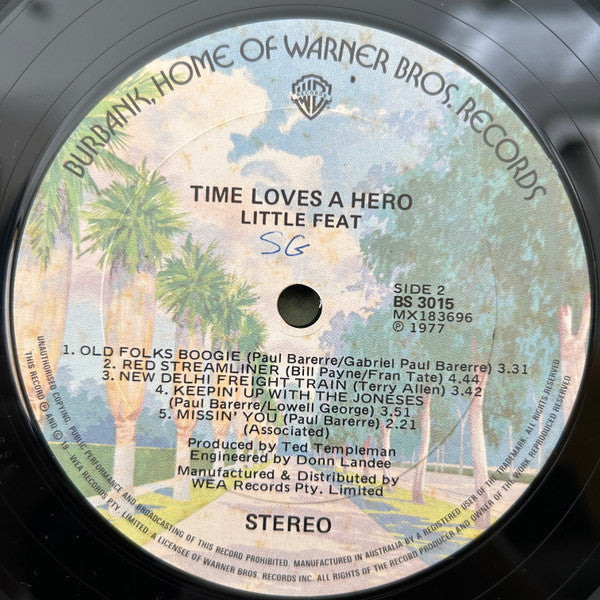 BURBANK, HOME OF WARNER BROS. RECORDS
TIME LOVES A HERO
LITTLE FEAT
SG
SIDE 2
BS 3015
MX183696
℗ 1977
1. OLD FOLKS BOOGIE (Paul Barerre/Gabriel Paul Barerre) 3.31
2. RED STREAMLINER (Bill Payne/Fran Tate) 4.44
3. NEW DELHI FREIGHT TRAIN (Terry Allen) 3.42
4. KEEPIN' UP WITH THE JONESES
(Paul Barerre/Lowell George) 3.51
5. MISSIN' YOU (Paul Barerre) 2.21
(Associated)
Produced by Ted Templeman
Engineered by Donn Landee
Manufactured & Distributed by
WEA Records Pty. Limited
STEREO
UNAUTHORISED COPYING, PUBLIC PERFORMANCE AND BROADCASTING OF THIS RECORD PROHIBITED. MANUFACTURED IN AUSTRALIA BY A REGISTERED USER OF THE TRADEMARK. ALL RIGHTS OF
THIS RECORD ℗ AND © 19 WEA RECORDS PTY. LIMITED. A LICENSEE OF WARNER BROS. RECORDS INC. ALL RIGHTS OF THE RECORD PRODUCER AND OWNER OF THE WORK REPRODUCED RESERVED